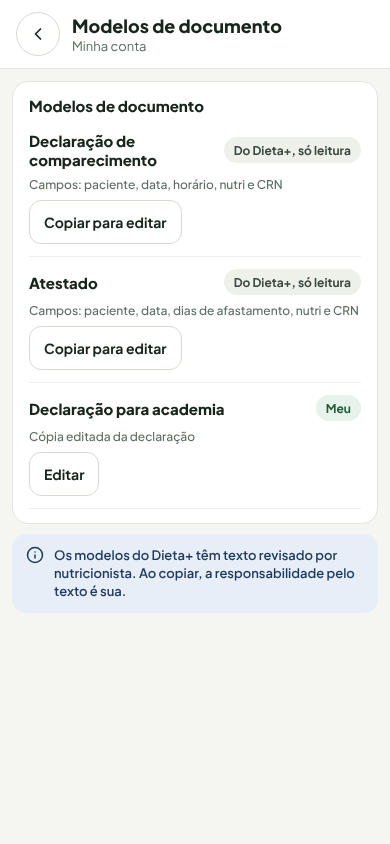 Modelos de documento
Minha conta
Modelos de documento
Declaração de
comparecimento
Do Dieta+, só leitura
Campos: paciente, data, horário, nutri e CRN
Copiar para editar
Atestado
Do Dieta+, só leitura
Campos: paciente, data, dias de afastamento, nutri e CRN
Copiar para editar
Declaração para academia
Meu
Cópia editada da declaração
Editar
Os modelos do Dieta+ têm texto revisado por
nutricionista. Ao copiar, a responsabilidade pelo
texto é sua.